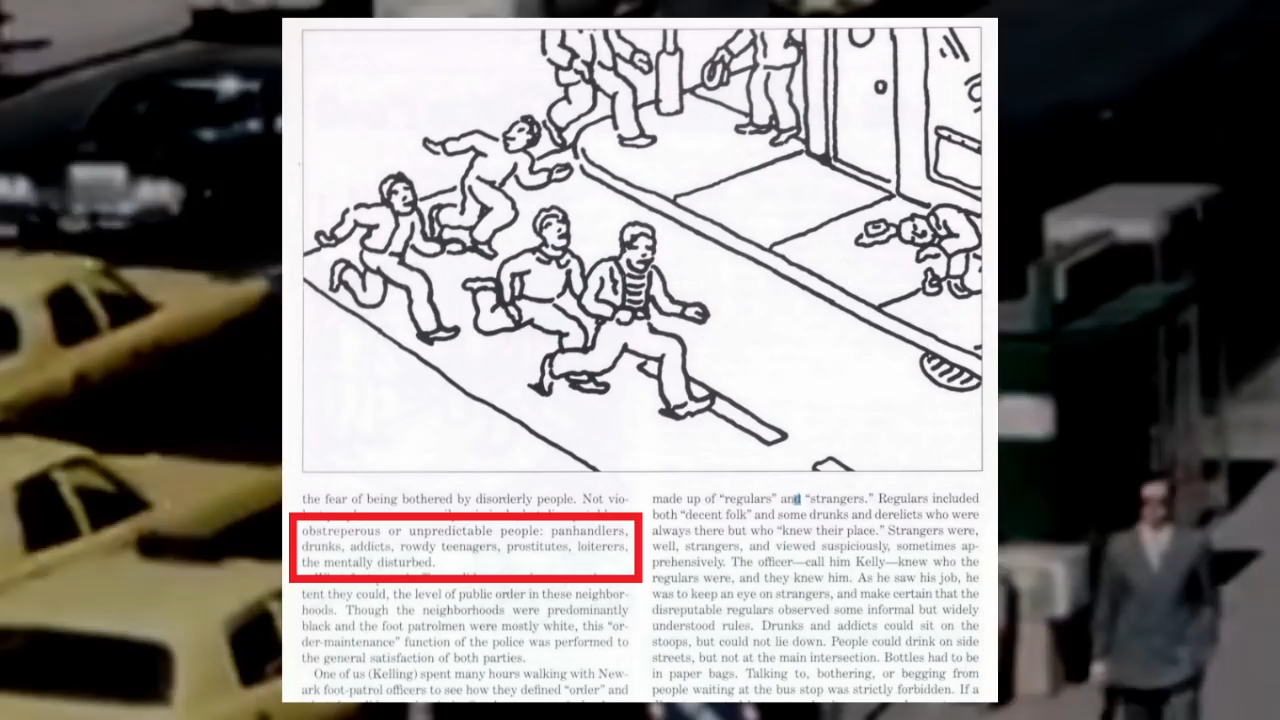 the fear of being bothered by disorderly people. Not vio-
obstreperous or unpredictable people: panhandlers,
drunks, addicts, rowdy teenagers, prostitutes, loiterers,
the mentally disturbed.
tent they could, the level of public order in these neighbor-
hoods. Though the neighborhoods were predominantly
black and the foot patrolmen were mostly white, this “or-
der-maintenance” function of the police was performed to
the general satisfaction of both parties.
One of us (Kelling) spent many hours walking with New-
ark foot-patrol officers to see how they defined “order” and
made up of “regulars” and “strangers.” Regulars included
both “decent folk” and some drunks and derelicts who were
always there but who “knew their place.” Strangers were,
well, strangers, and viewed suspiciously, sometimes ap-
prehensively. The officer—call him Kelly—knew who the
regulars were, and they knew him. As he saw his job, he
was to keep an eye on strangers, and make certain that the
disreputable regulars observed some informal but widely
understood rules. Drunks and addicts could sit on the
stoops, but could not lie down. People could drink on side
streets, but not at the main intersection. Bottles had to be
in paper bags. Talking to, bothering, or begging from
people waiting at the bus stop was strictly forbidden. If a